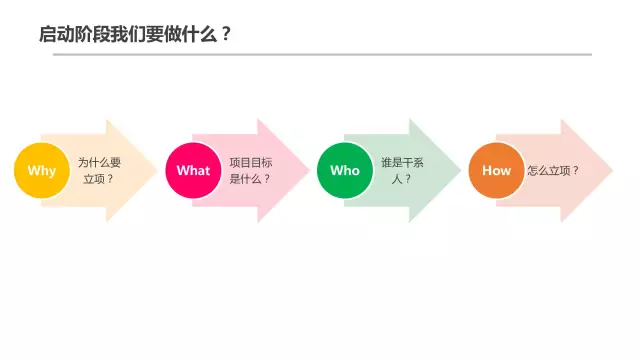 启动阶段我们要做什么？
Why
为什么要
立项？
What
项目目标
是什么？
Who
谁是干系
人？
How
怎么立项？